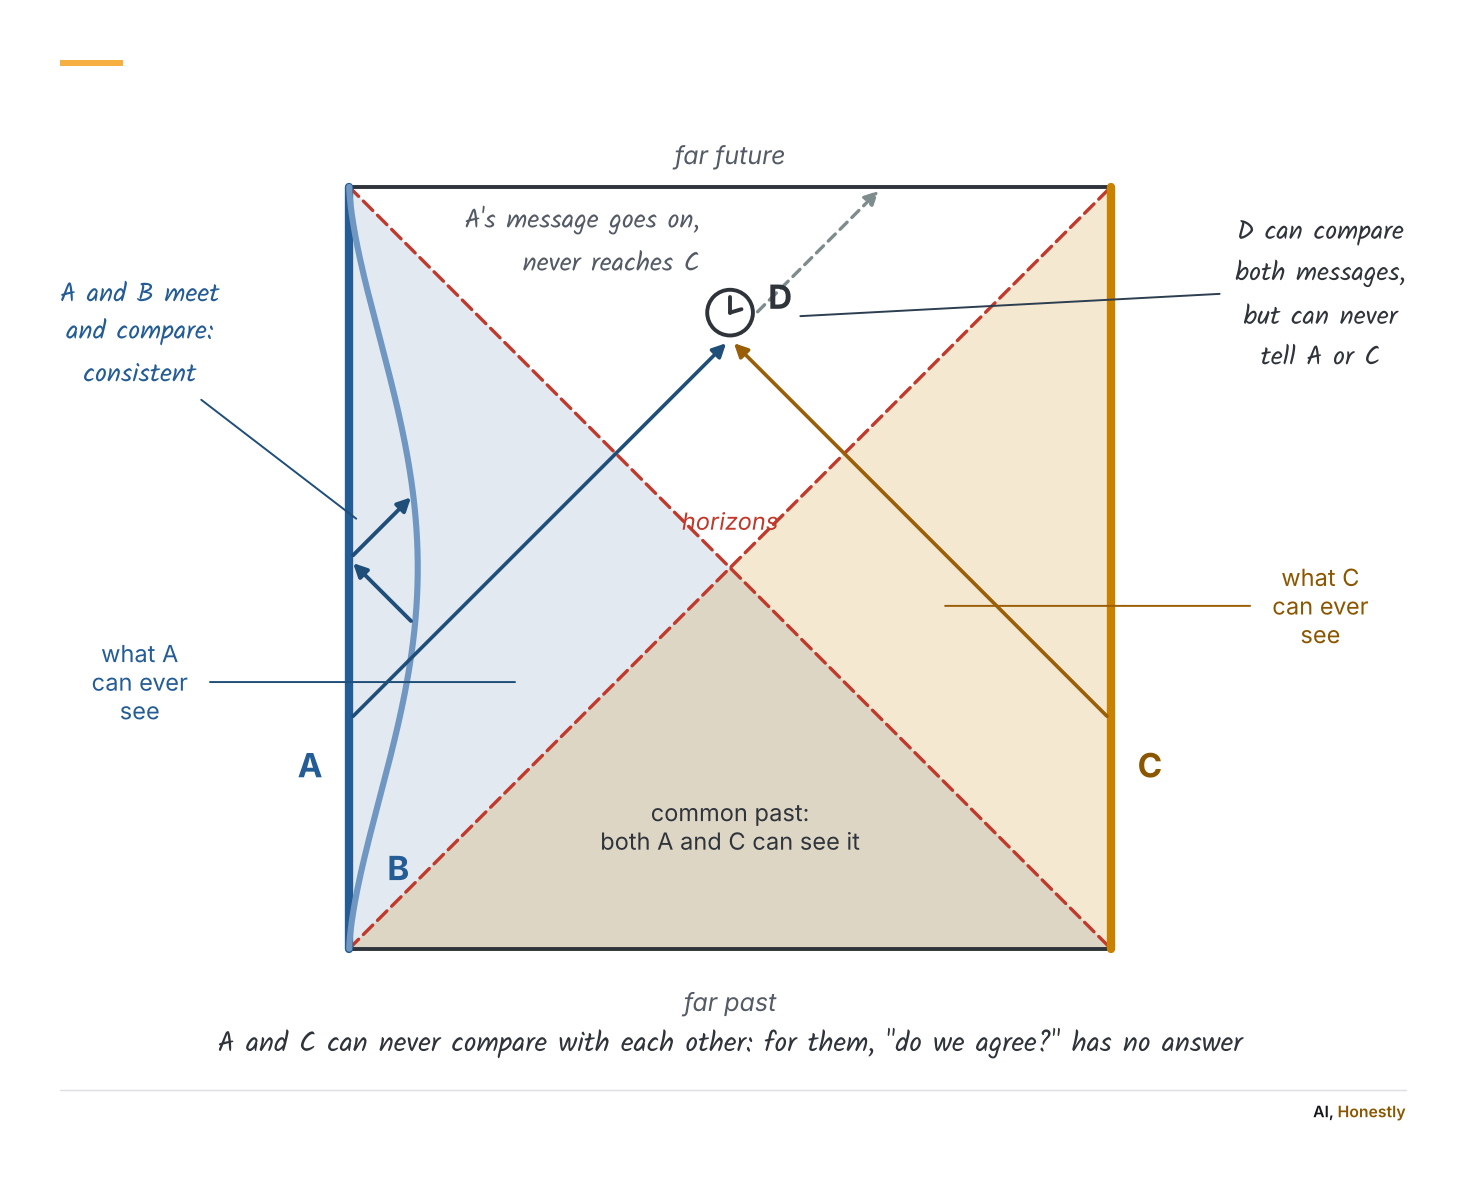 far future
A's message goes on,
never reaches C
D
D can compare
both messages,
but can never
tell A or C
A and B meet
and compare:
consistent
horizons
what C
can ever
see
what A
can ever
see
A
C
common past:
both A and C can see it
B
far past
A and C can never compare with each other: for them, "do we agree?" has no answer
AI, Honestly